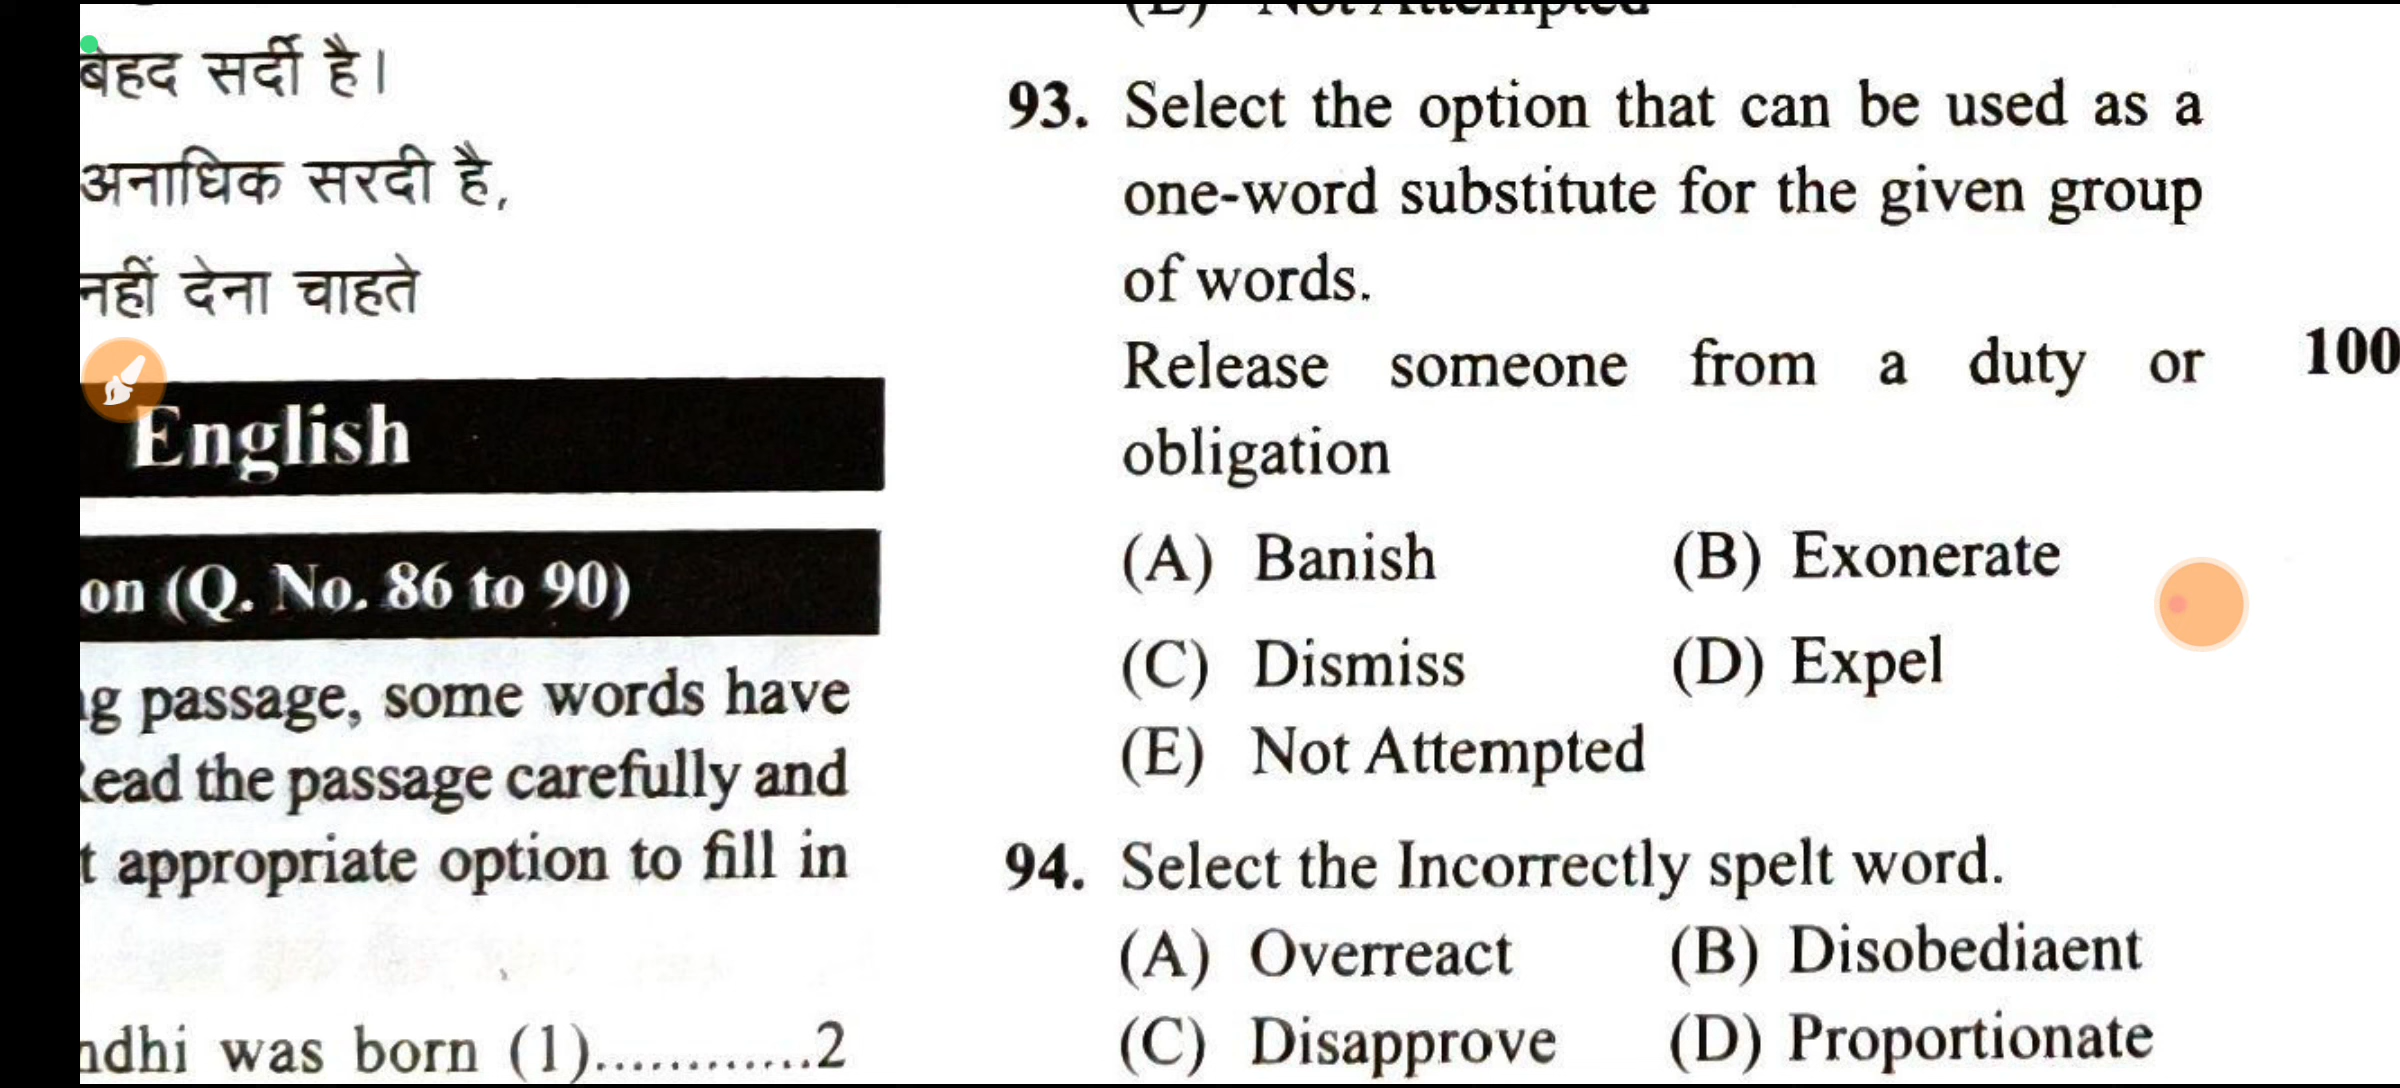 बेहद सर्दी है।
अनाधिक सरदी है,
नहीं देना चाहते
English
on (Q. No. 86 to 90)
g passage, some words have
ead the passage carefully and
t appropriate option to fill in
ndhi was born (1).............2
(E) Not Attempted
93. Select the option that can be used as a
one-word substitute for the given group
of words.
Release someone from a duty or
obligation
(A) Banish (B) Exonerate
(C) Dismiss (D) Expel
(E) Not Attempted
94. Select the Incorrectly spelt word.
(A) Overreact (B) Disobediaent
(C) Disapprove (D) Proportionate
100